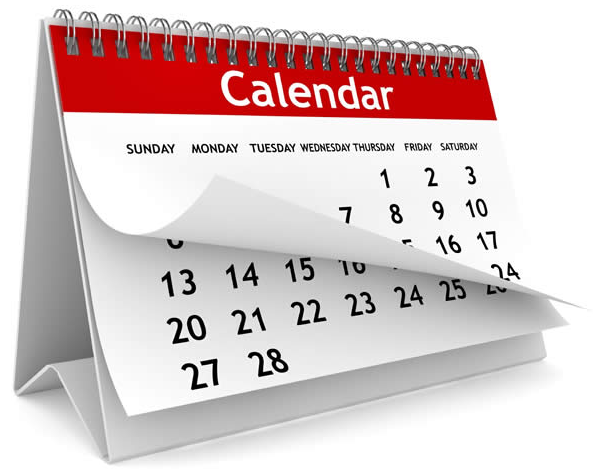 Calendar
SUNDAY MONDAY TUESDAY WEDNESDAY THURSDAY FRIDAY SATURDAY
1 2 3
7 8 9 10
16 17
24
13 14 15 16
20 21 22 23 24 25
27 28